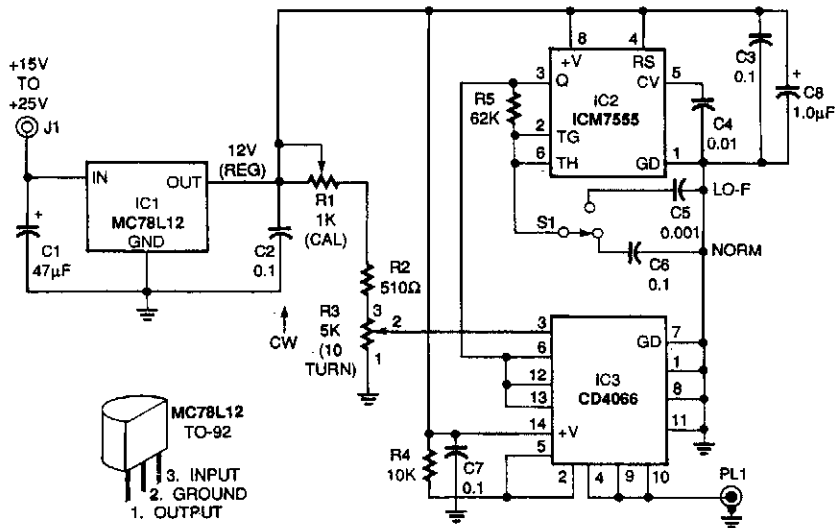 +15V
TO
+25V
J1
IN
OUT
IC1
MC78L12
GND
C1
47µF
12V
(REG)
C2
0.1
CW
R1
1K
(CAL)
R2
510Ω
R3
5K
(10
TURN)
3
2
1
R5
62K
8
4
+V
RS
3
Q
CV
5
IC2
ICM7555
2
TG
6
TH
GD
1
C3
0.1
+
C8
1.0µF
C4
0.01
LO-F
C5
0.001
S1
NORM
C6
0.1
3
6
12
13
14
+V
5
GD
7
1
8
11
IC3
CD4066
2
4
9
10
R4
10K
C7
0.1
PL1
MC78L12
TO-92
3. INPUT
2. GROUND
1. OUTPUT
+